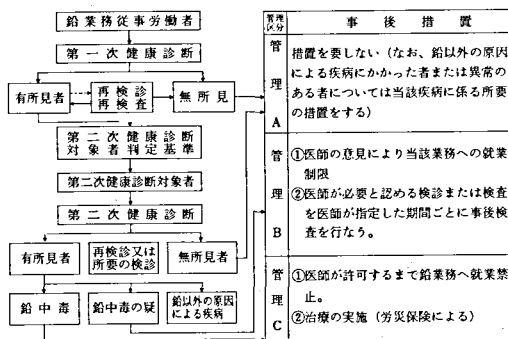 鉛業務従事労働者
第一次健康診断
有所見者
再検診
再検査
無所見
第二次健康診断
対象者判定基準
第二次健康診断対象者
第二次健康診断
有所見者
再検診又は
所要の検診
無所見者
鉛中毒
鉛中毒の疑
鉛以外の原因
による疾病
管理
区分
事後措置
管
理
A
措置を要しない（なお、鉛以外の原因
による疾病にかかった者または異常の
ある者については当該疾病に係る所要
の措置をする）
管
理
B
①医師の意見により当該業務への就業
制限
②医師が必要と認める検診または検査
を医師が指定した期間ごとに事後検
査を行なう。
管
理
C
①医師が許可するまで鉛業務へ就業禁
止。
②治療の実施（労災保険による）